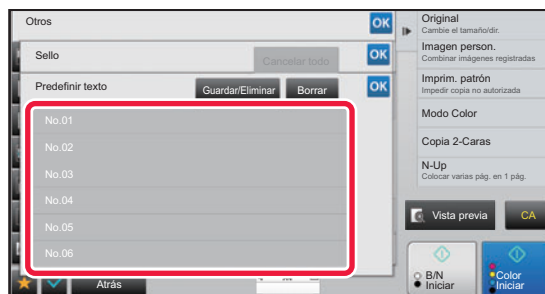 Otros
OK
Sello
Cancelar todo
OK
Predefinir texto
Guardar/Eliminar
Borrar
OK
No.01
No.02
No.03
No.04
No.05
No.06
Atrás
Original
Cambie el tamaño/dir.
Imagen person.
Combinar imágenes registradas
Imprim. patrón
Impedir copia no autorizada
Modo Color
Copia 2-Caras
N-Up
Colocar varias pág. en 1 pág.
Vista previa
CA
B/N
Iniciar
Color
Iniciar